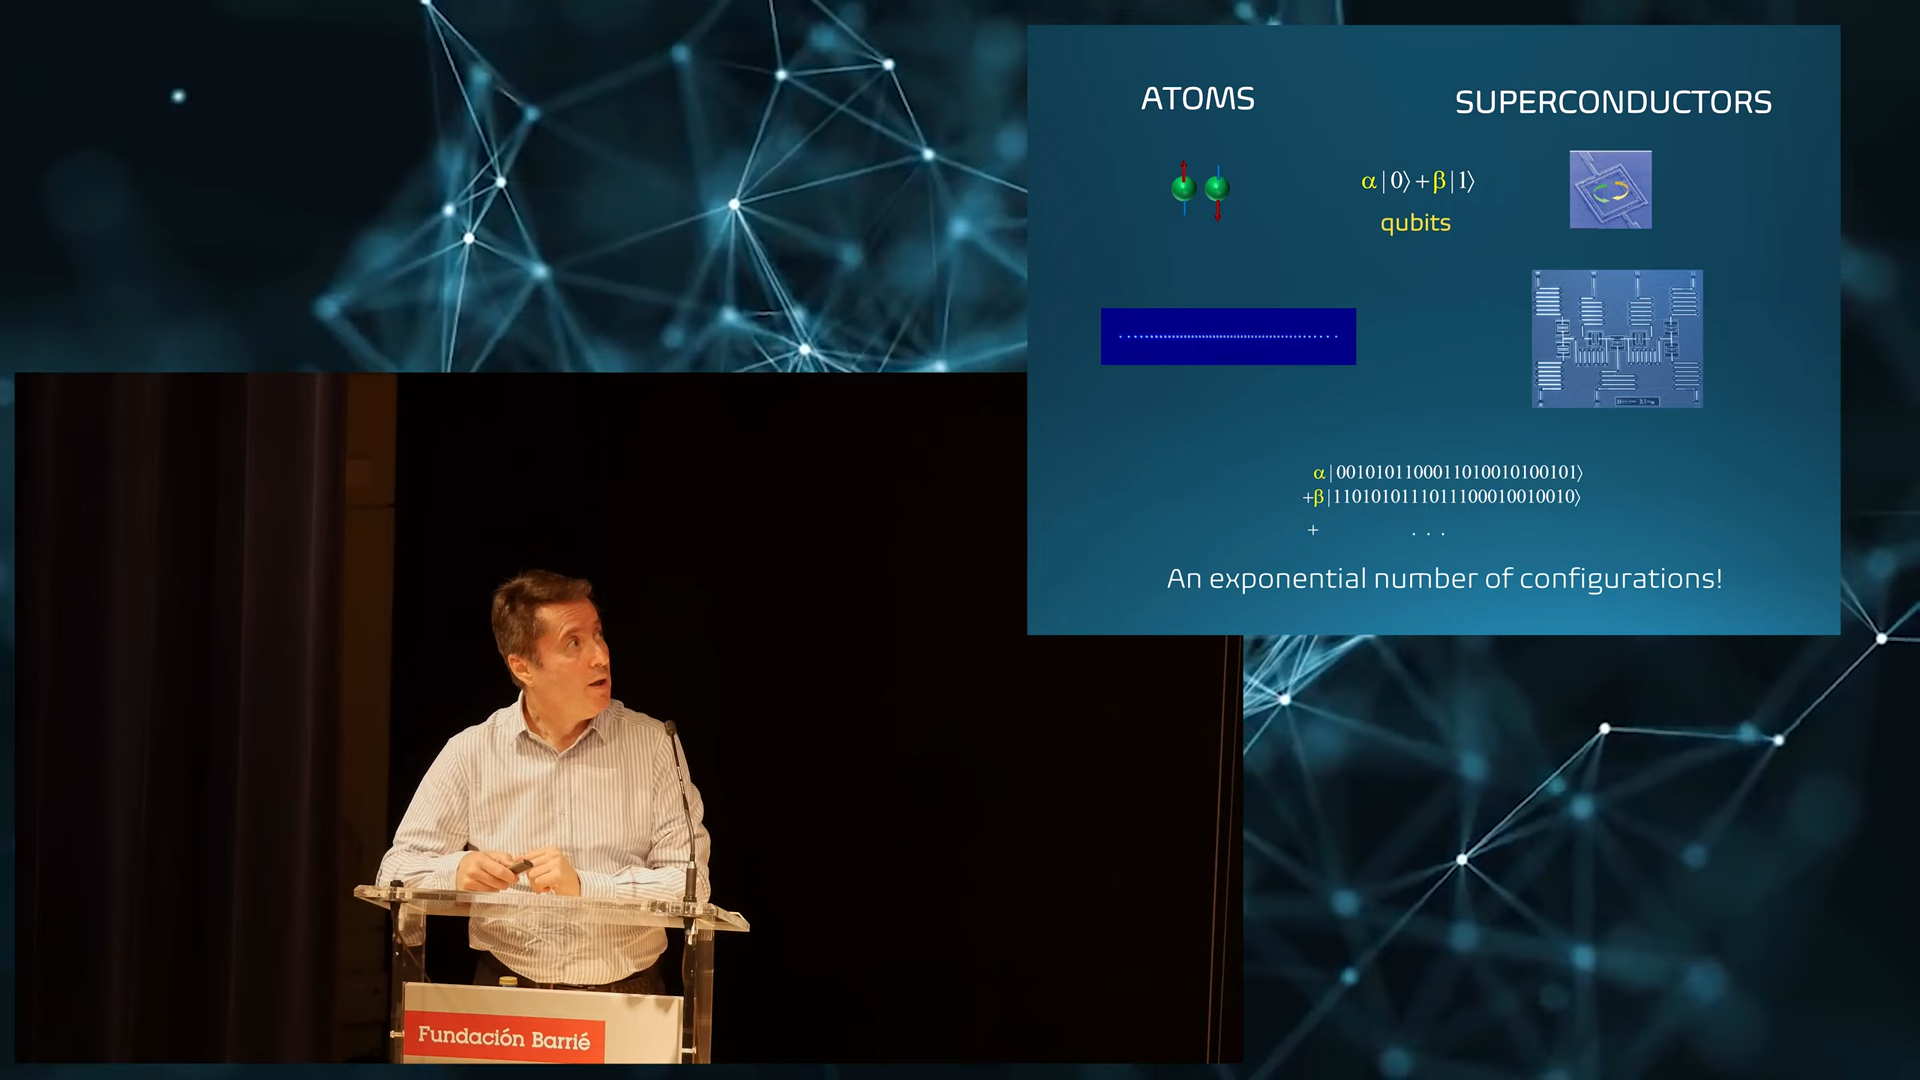 ATOMS
SUPERCONDUCTORS
α|0⟩+β|1⟩
qubits
α|0010101100011010010100101⟩
+β|1101010111011100010010010⟩
+ . . .
An exponential number of configurations!
Fundación Barrié